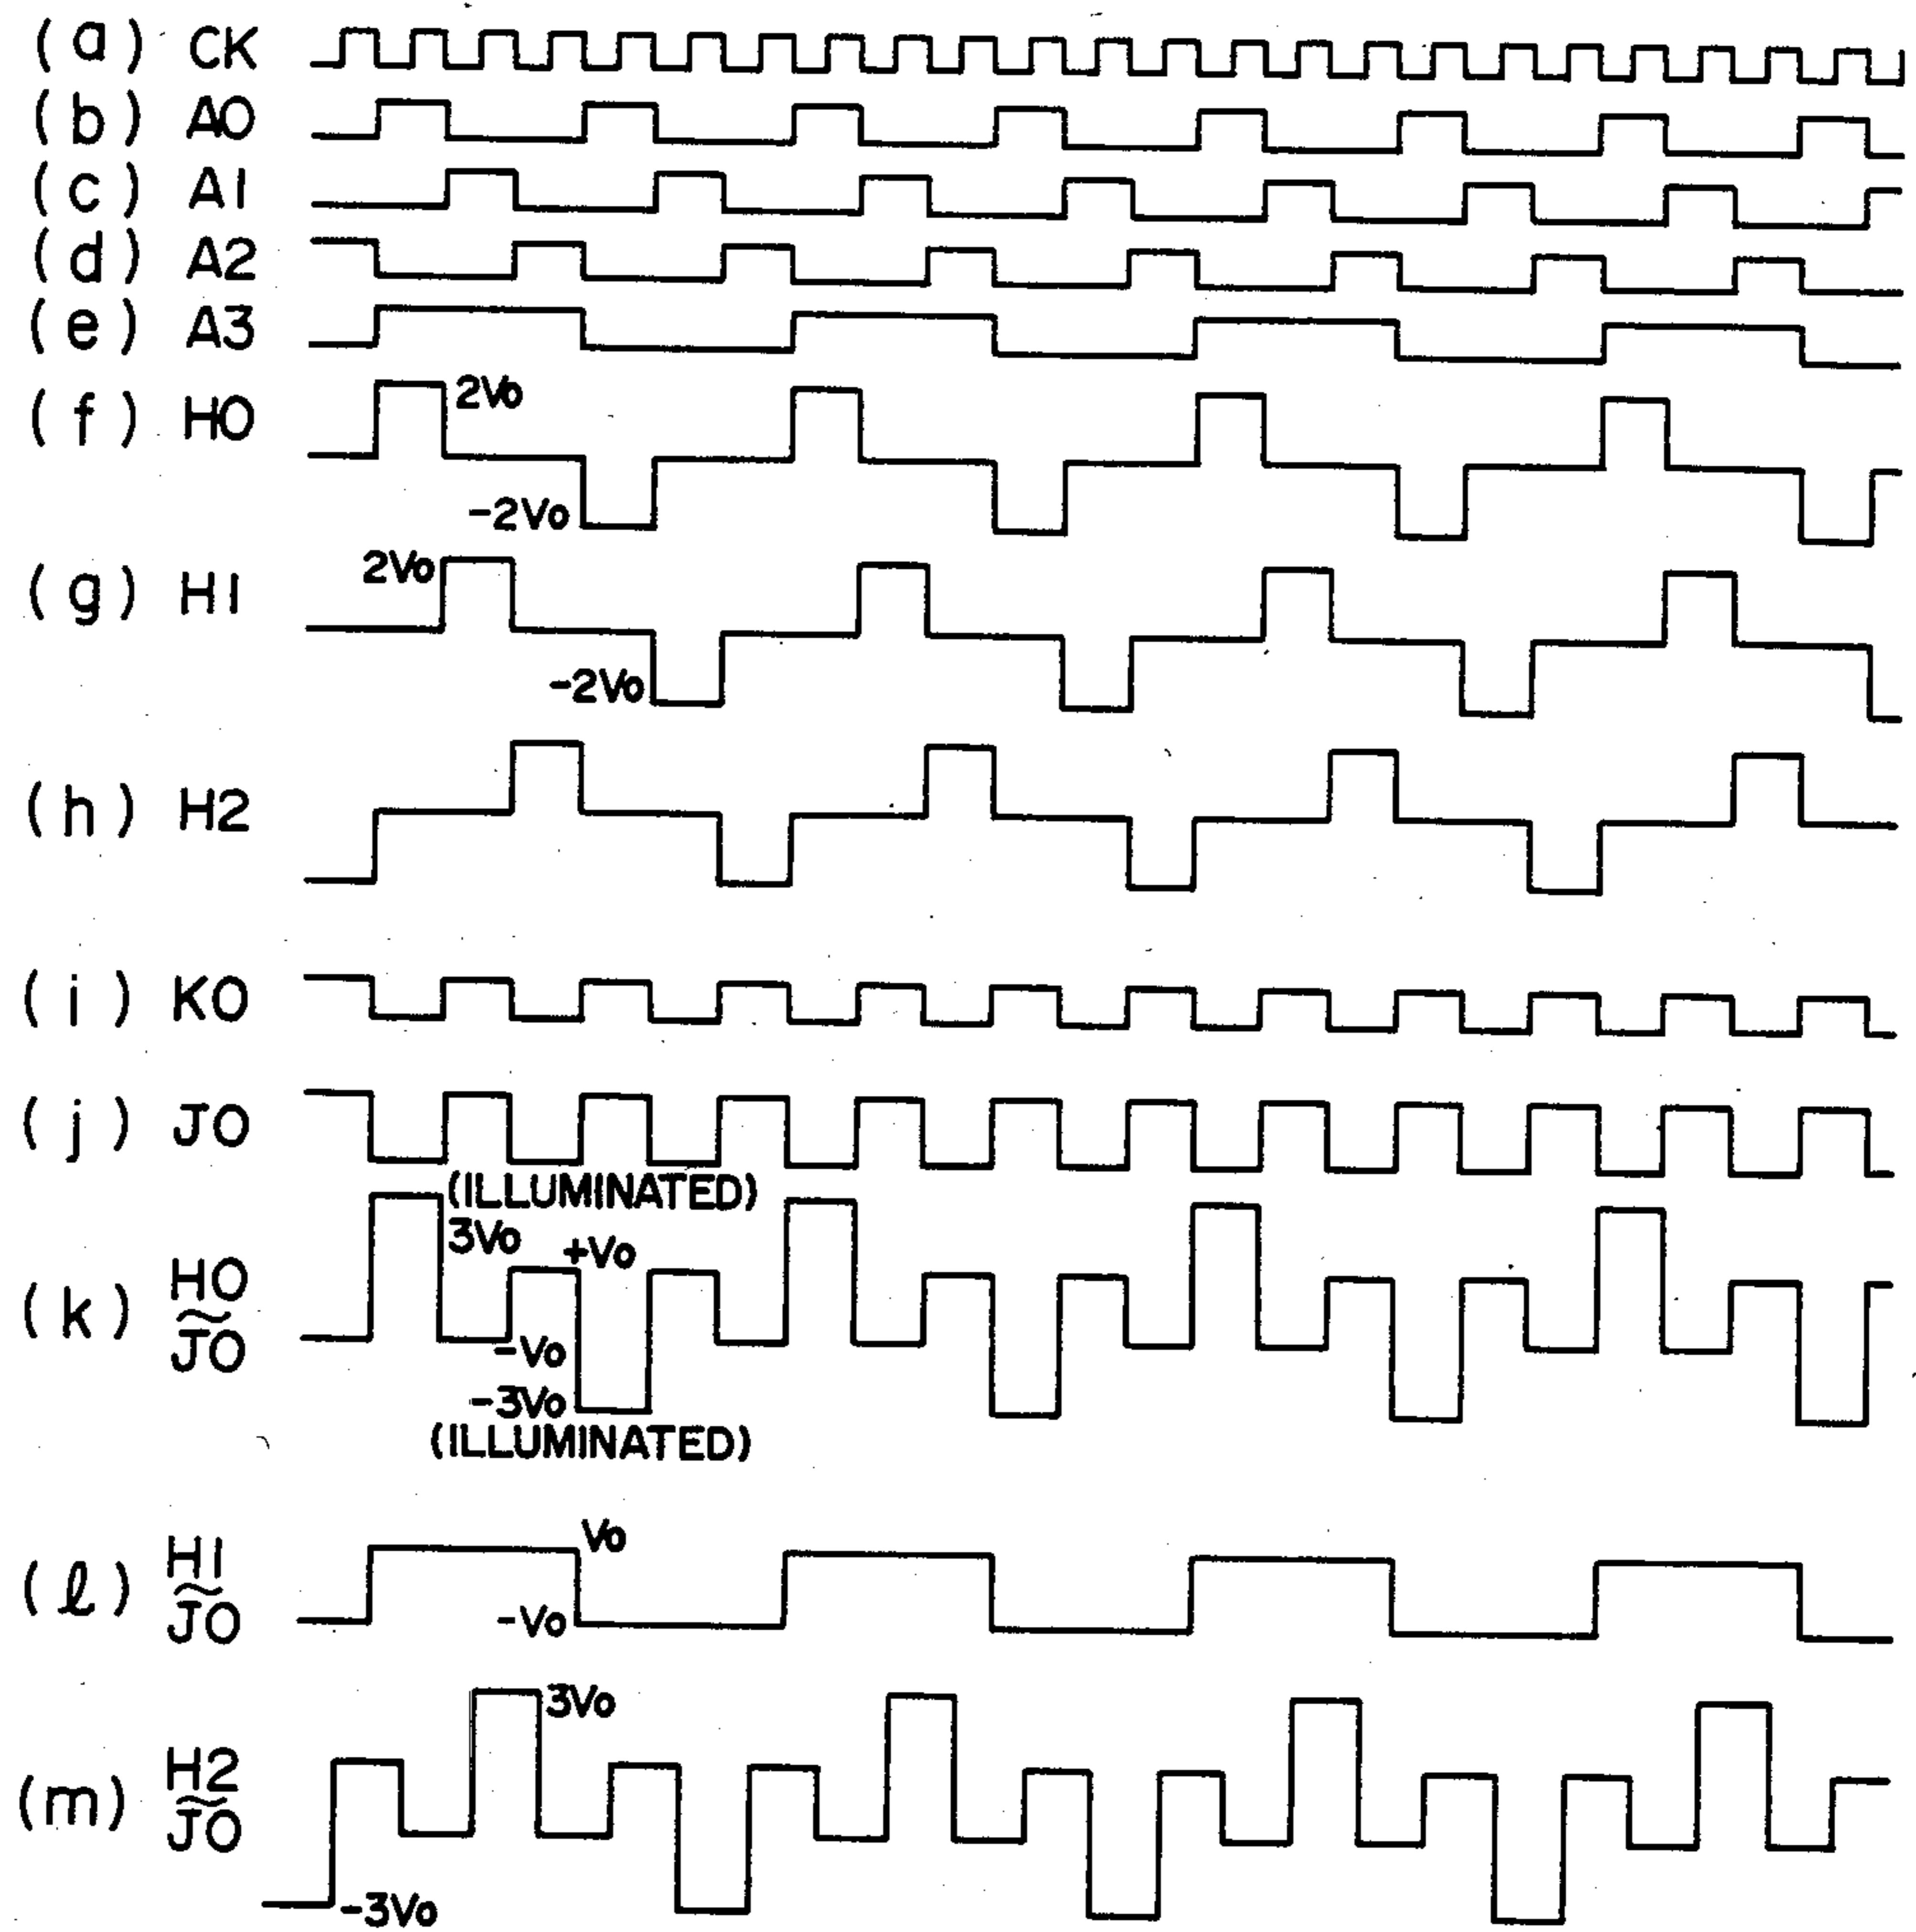 (a) CK
(b) A0
(c) A1
(d) A2
(e) A3
(f) H0
2Vo
-2Vo
(g) H1
2Vo
-2Vo
(h) H2
(i) K0
(j) J0
(ILLUMINATED)
3Vo
+Vo
(k) H0
~
J0
-Vo
-3Vo
(ILLUMINATED)
(ℓ) H1
~
J0
Vo
-Vo
(m) H2
~
J0
3Vo
-3Vo